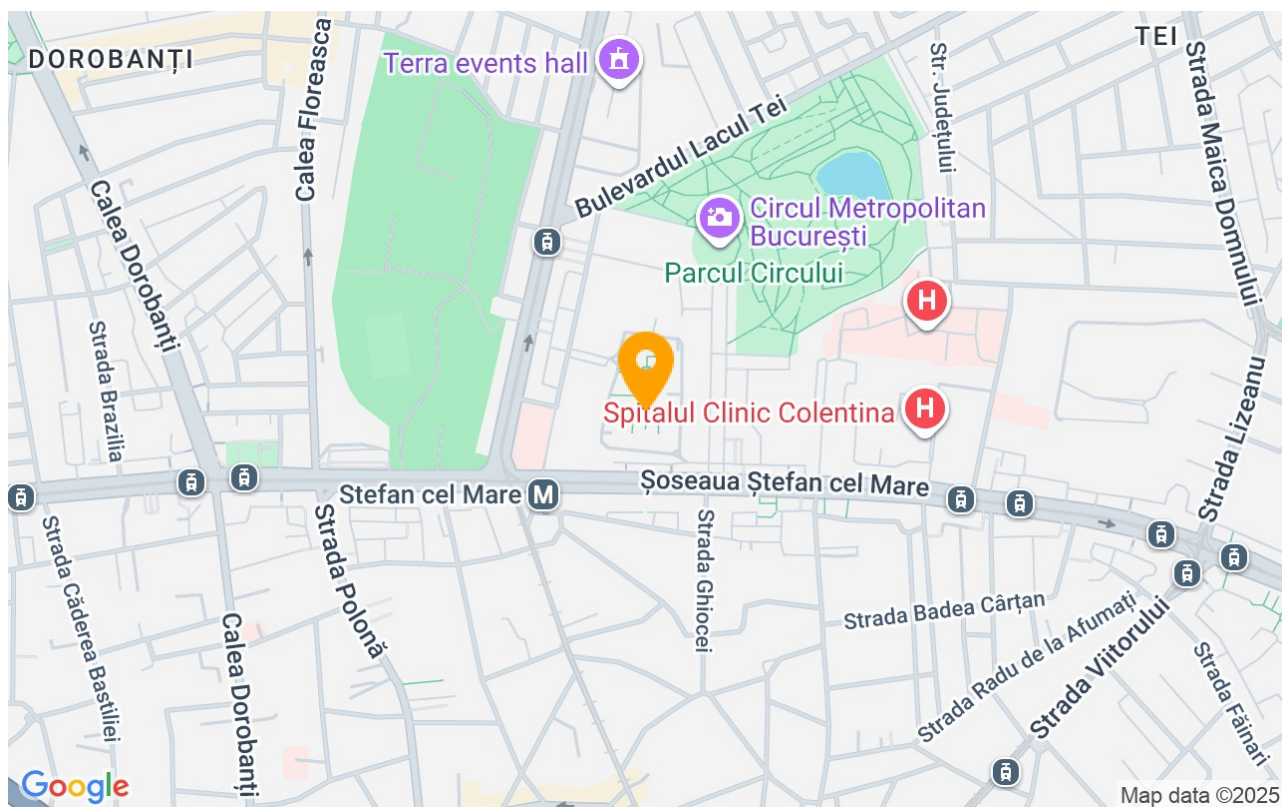 DOROBANȚI
Calea Floreasca
Terra events hall
TEI
Str. Județului
Strada Maica Domnului
Bulevardul Lacul Tei
Calea Dorobanți
Circul Metropolitan
București
Parcul Circului
H
Strada Brazilia
Spitalul Clinic Colentina
H
Strada Lizeanu
Ștefan cel Mare
M
Șoseaua Ștefan cel Mare
Strada Căderea Bastiliei
Strada Polonă
Strada Ghiocei
Strada Badea Cârțan
Strada Radu de la Afumați
Strada Viitorului
Strada Făinari
Calea Dorobanți
Google
Map data ©2025